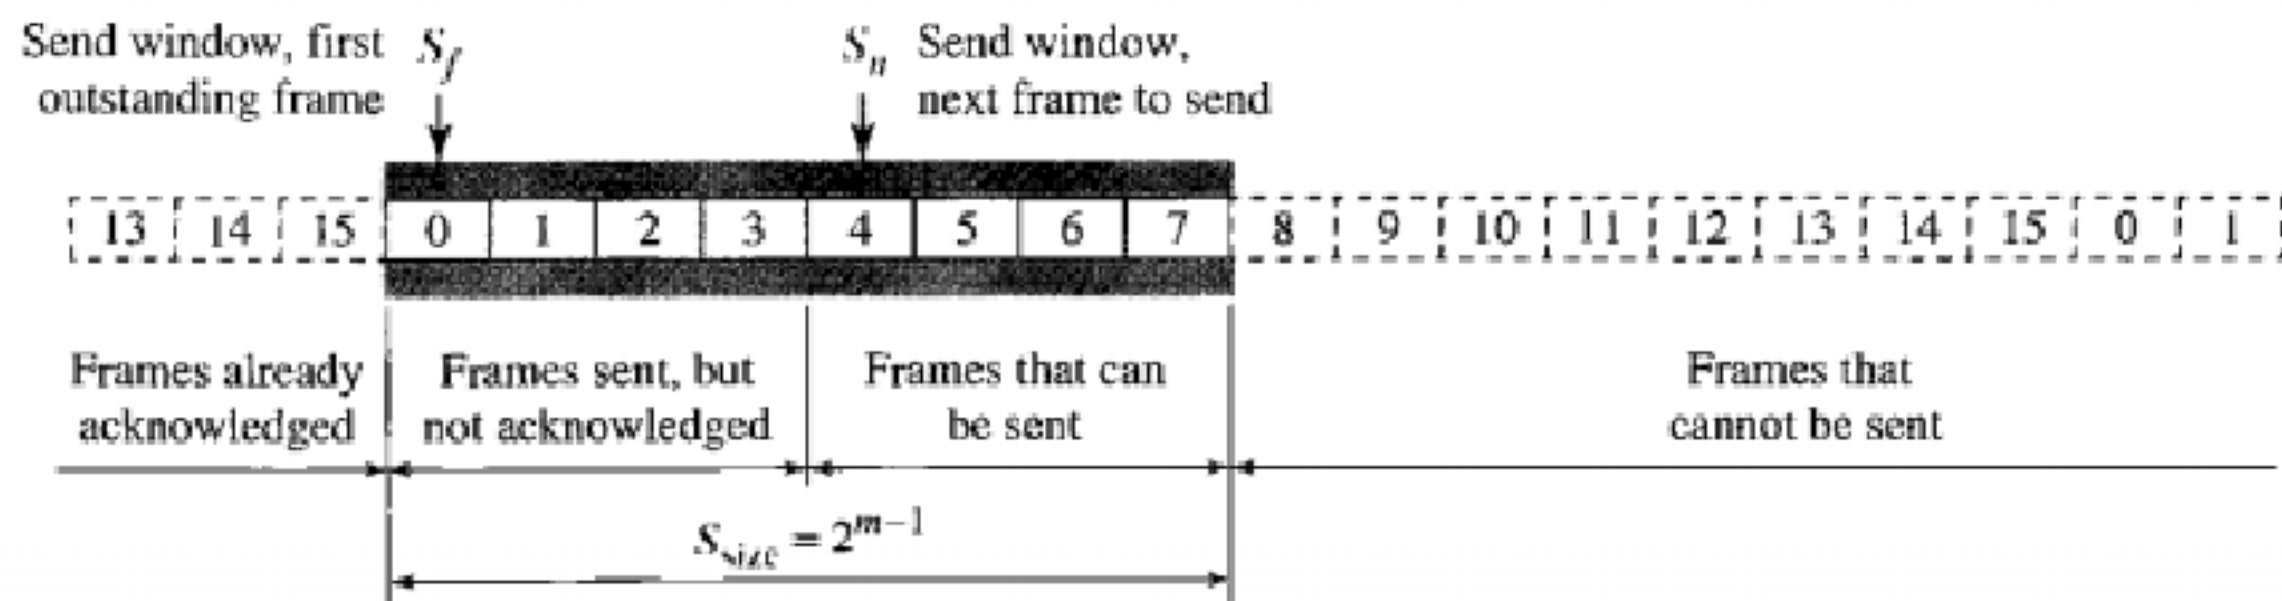 Send window, first
outstanding frame
S_f
S_n
Send window,
next frame to send
13 14 15 0 1 2 3 4 5 6 7 8 9 10 11 12 13 14 15 0 1
Frames already
acknowledged
Frames sent, but
not acknowledged
Frames that can
be sent
Frames that
cannot be sent
S_size = 2^{m-1}